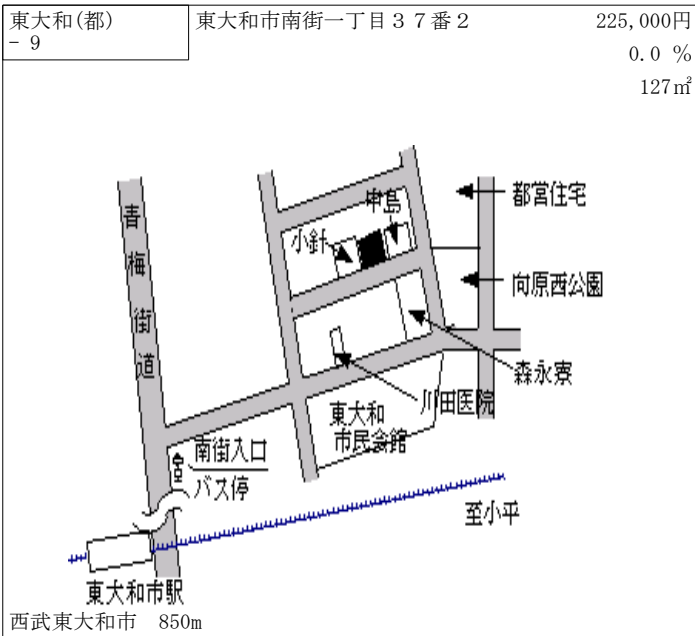 東大和(都)
- 9
東大和市南街一丁目３７番２
225,000円
0.0 %
127㎡
青梅街道
中島
小針
都営住宅
向原西公園
森永寮
川田医院
東大和
市民会館
南街入口
バス停
至小平
東大和市駅
西武東大和市 850m